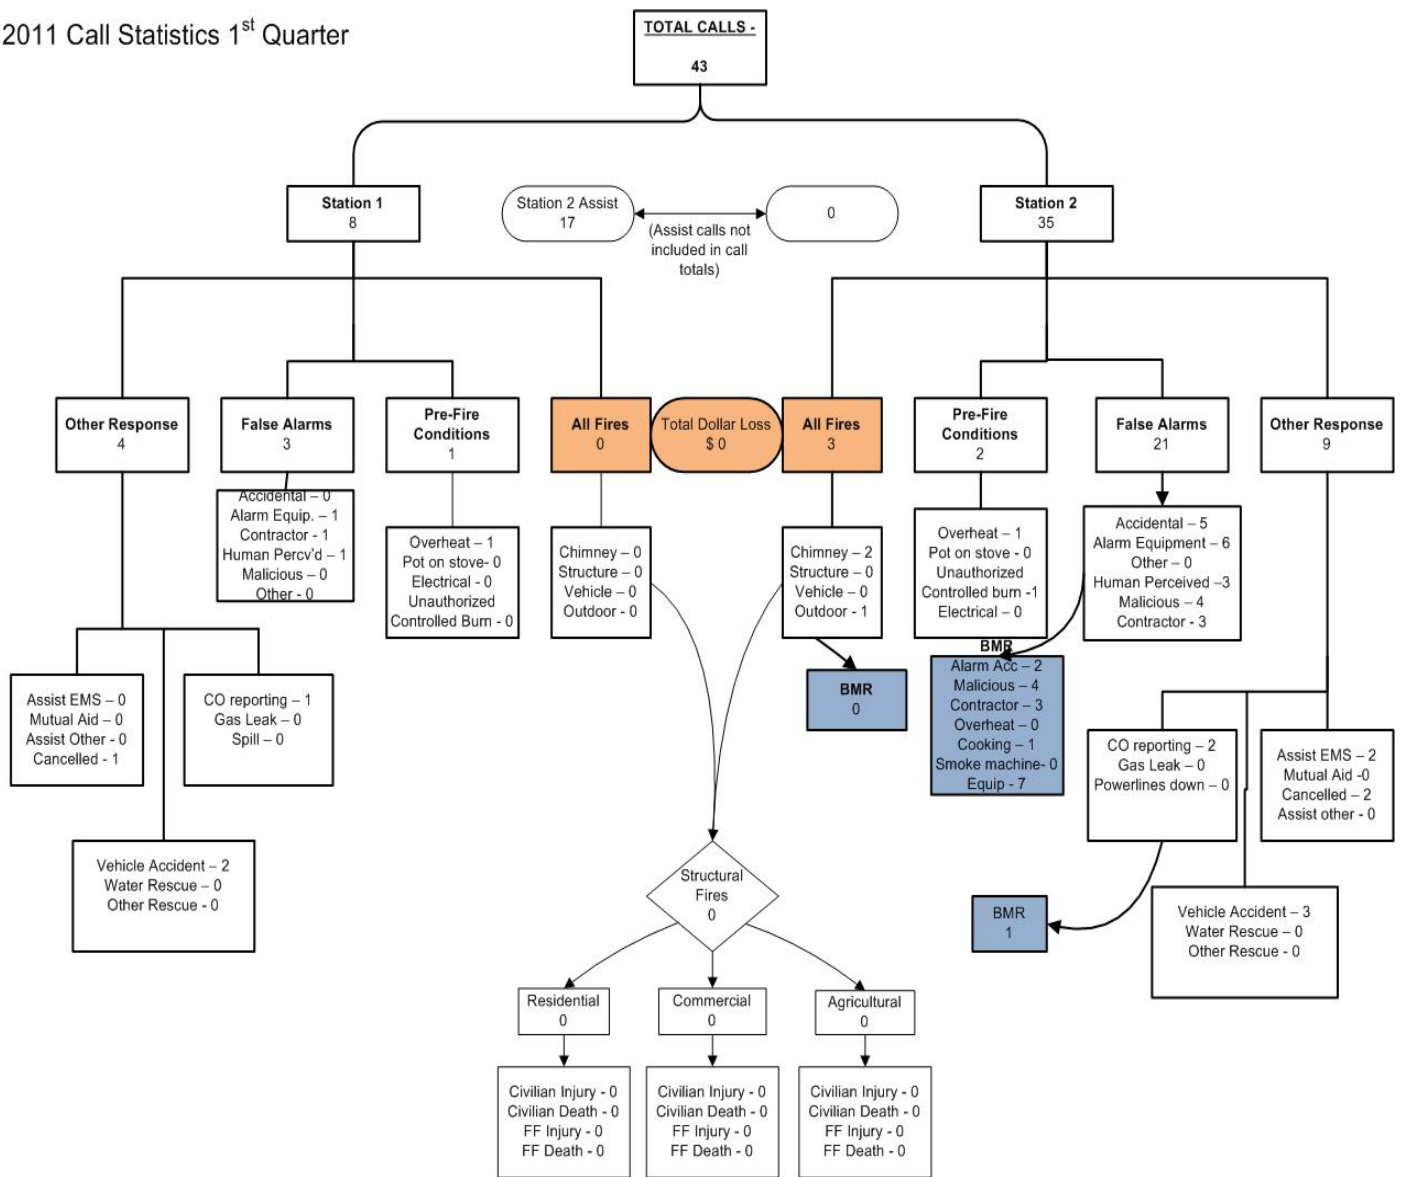 2011 Call Statistics 1st Quarter
TOTAL CALLS -
43
Station 1
8
Station 2 Assist
17
(Assist calls not
included in call
totals)
0
Station 2
35
Other Response
4
False Alarms
3
Pre-Fire
Conditions
1
All Fires
0
Total Dollar Loss
$ 0
All Fires
3
Pre-Fire
Conditions
2
False Alarms
21
Other Response
9
Accidental – 0
Alarm Equip. – 1
Contractor - 1
Human Percv'd – 1
Malicious – 0
Other - 0
Overheat – 1
Pot on stove- 0
Electrical - 0
Unauthorized
Controlled Burn - 0
Chimney – 0
Structure – 0
Vehicle – 0
Outdoor - 0
Chimney – 2
Structure – 0
Vehicle – 0
Outdoor - 1
Overheat – 1
Pot on stove - 0
Unauthorized
Controlled burn -1
Electrical – 0
Accidental – 5
Alarm Equipment – 6
Other – 0
Human Perceived –3
Malicious – 4
Contractor - 3
BMR
0
BMR
Alarm Acc – 2
Malicious – 4
Contractor – 3
Overheat – 0
Cooking – 1
Smoke machine- 0
Equip - 7
Assist EMS – 0
Mutual Aid – 0
Assist Other - 0
Cancelled - 1
CO reporting – 1
Gas Leak – 0
Spill – 0
CO reporting – 2
Gas Leak – 0
Powerlines down – 0
Assist EMS – 2
Mutual Aid -0
Cancelled – 2
Assist other - 0
Vehicle Accident – 2
Water Rescue – 0
Other Rescue - 0
Structural
Fires
0
BMR
1
Vehicle Accident – 3
Water Rescue – 0
Other Rescue - 0
Residential
0
Commercial
0
Agricultural
0
Civilian Injury - 0
Civilian Death - 0
FF Injury - 0
FF Death - 0
Civilian Injury - 0
Civilian Death - 0
FF Injury - 0
FF Death - 0
Civilian Injury - 0
Civilian Death - 0
FF Injury - 0
FF Death - 0